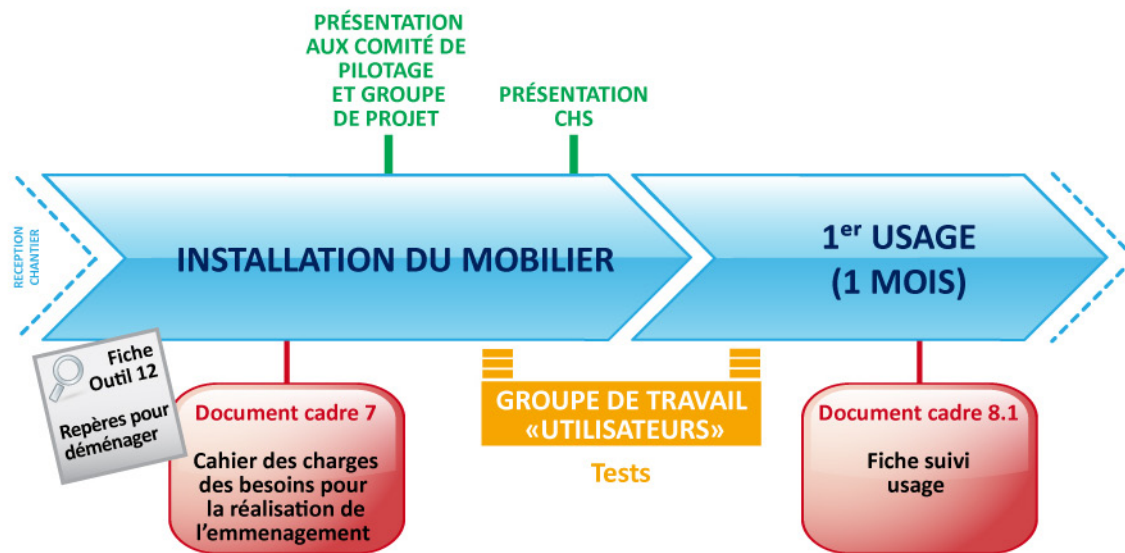 PRÉSENTATION
AUX COMITÉ DE
PILOTAGE
ET GROUPE
DE PROJET
PRÉSENTATION
CHS
RECEPTION
CHANTIER
INSTALLATION DU MOBILIER
1er USAGE
(1 MOIS)
Fiche
Outil 12
Repères pour
déménager
Document cadre 7
Cahier des charges
des besoins pour
la réalisation de
l’emmenagement
GROUPE DE TRAVAIL
«UTILISATEURS»
Tests
Document cadre 8.1
Fiche suivi
usage